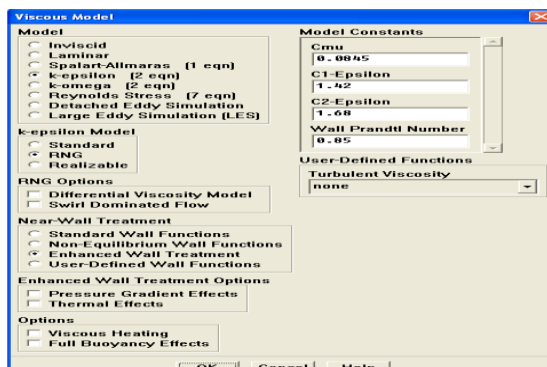 Viscous Model
Model
Inviscid
Laminar
Spalart-Allmaras (1 eqn)
k-epsilon (2 eqn)
k-omega (2 eqn)
Reynolds Stress (7 eqn)
Detached Eddy Simulation
Large Eddy Simulation (LES)
k-epsilon Model
Standard
RNG
Realizable
RNG Options
Differential Viscosity Model
Swirl Dominated Flow
Near-Wall Treatment
Standard Wall Functions
Non-Equilibrium Wall Functions
Enhanced Wall Treatment
User-Defined Wall Functions
Enhanced Wall Treatment Options
Pressure Gradient Effects
Thermal Effects
Options
Viscous Heating
Full Buoyancy Effects
Model Constants
Cmu
0.0845
C1-Epsilon
1.42
C2-Epsilon
1.68
Wall Prandtl Number
0.85
User-Defined Functions
Turbulent Viscosity
none
OK Cancel Help